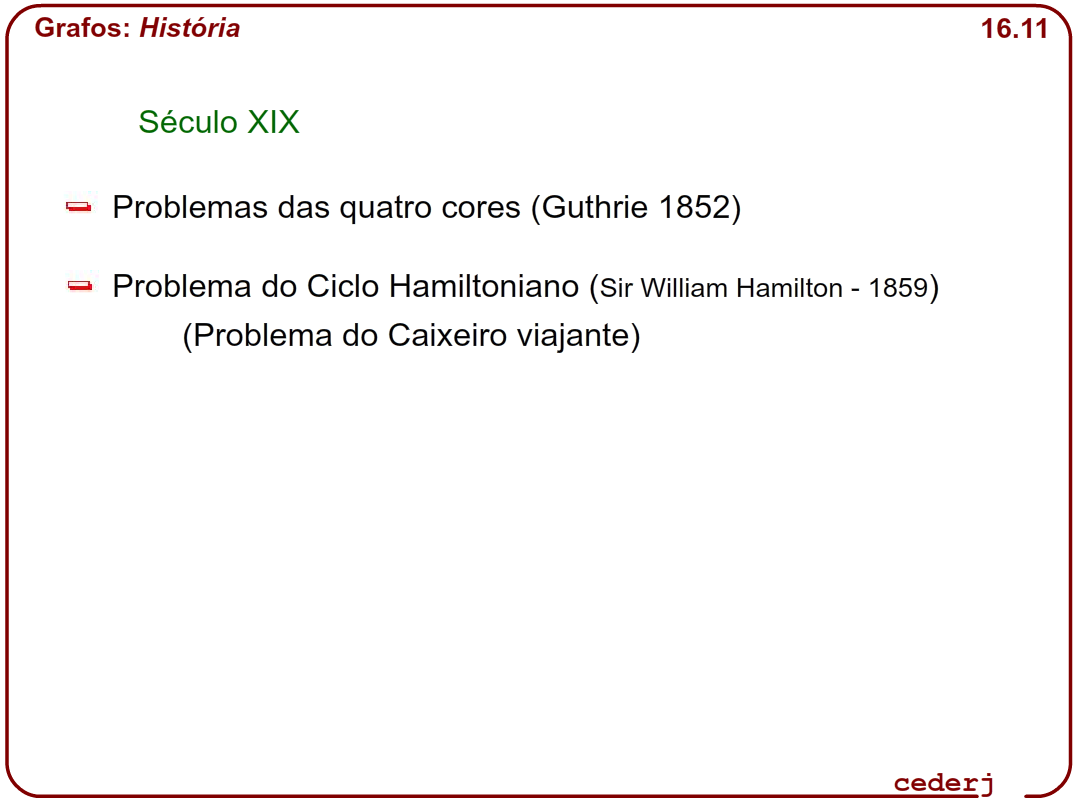 Grafos: História
16.11
Século XIX
Problemas das quatro cores (Guthrie 1852)
Problema do Ciclo Hamiltoniano (Sir William Hamilton - 1859)
(Problema do Caixeiro viajante)
cederj